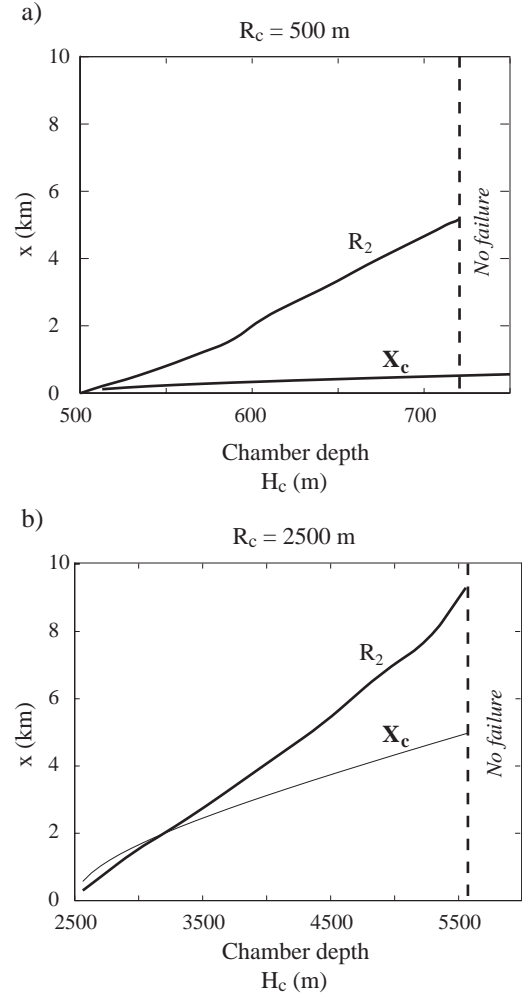 a)
R_c = 500 m
10
8
6
4
2
0
x (km)
R_2
X_c
No failure
500
600
700
Chamber depth
H_c (m)
b)
R_c = 2500 m
10
8
6
4
2
0
x (km)
R_2
X_c
No failure
2500
3500
4500
5500
Chamber depth
H_c (m)